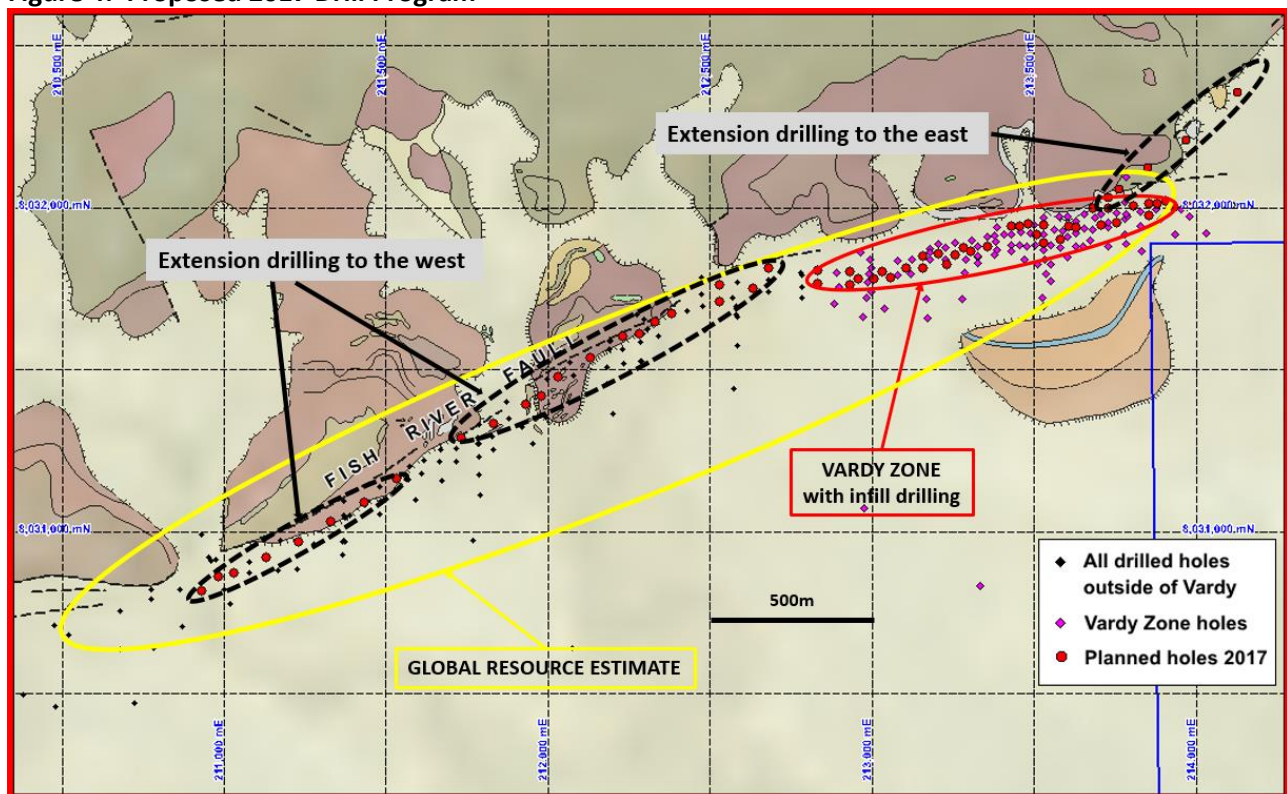 Figure Proposed 2017 Drill Program
210,500 mE
211,500 mE
212,500 mE
213,500 mE
Extension drilling to the east
8,032,000 mN
8,032,000 mN
Extension drilling to the west
FISH RIVER FAULT
VARDY ZONE
with infill drilling
8,031,000 mN
8,031,000 mN
All drilled holes
outside of Vardy
Vardy Zone holes
Planned holes 2017
500m
GLOBAL RESOURCE ESTIMATE
211,000 mE
212,000 mE
213,000 mE
214,000 mE